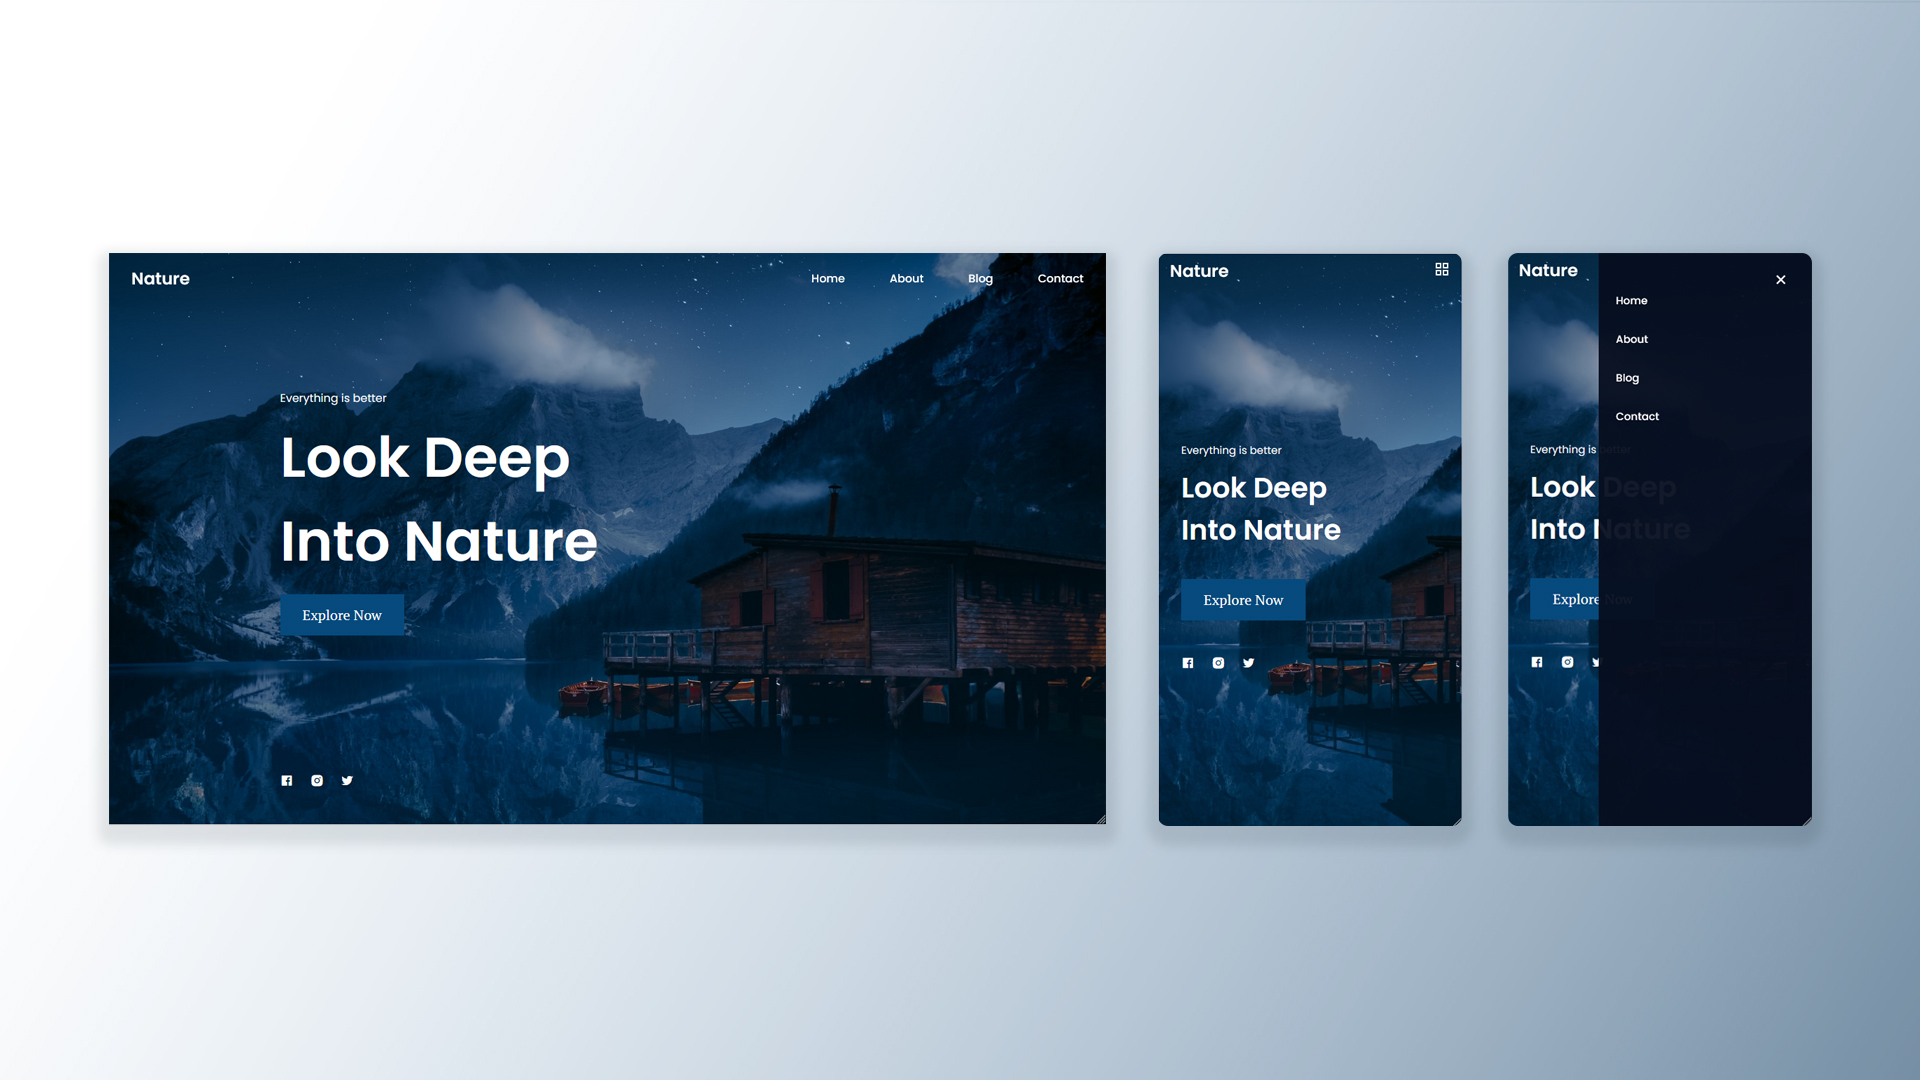 Nature
Home About Blog Contact
Everything is better
Look Deep
Into Nature
Explore Now
Nature
Everything is better
Look Deep
Into Nature
Explore Now
Nature
Home
About
Blog
Contact
Everything is better
Look Deep
Into Nature
Explore Now